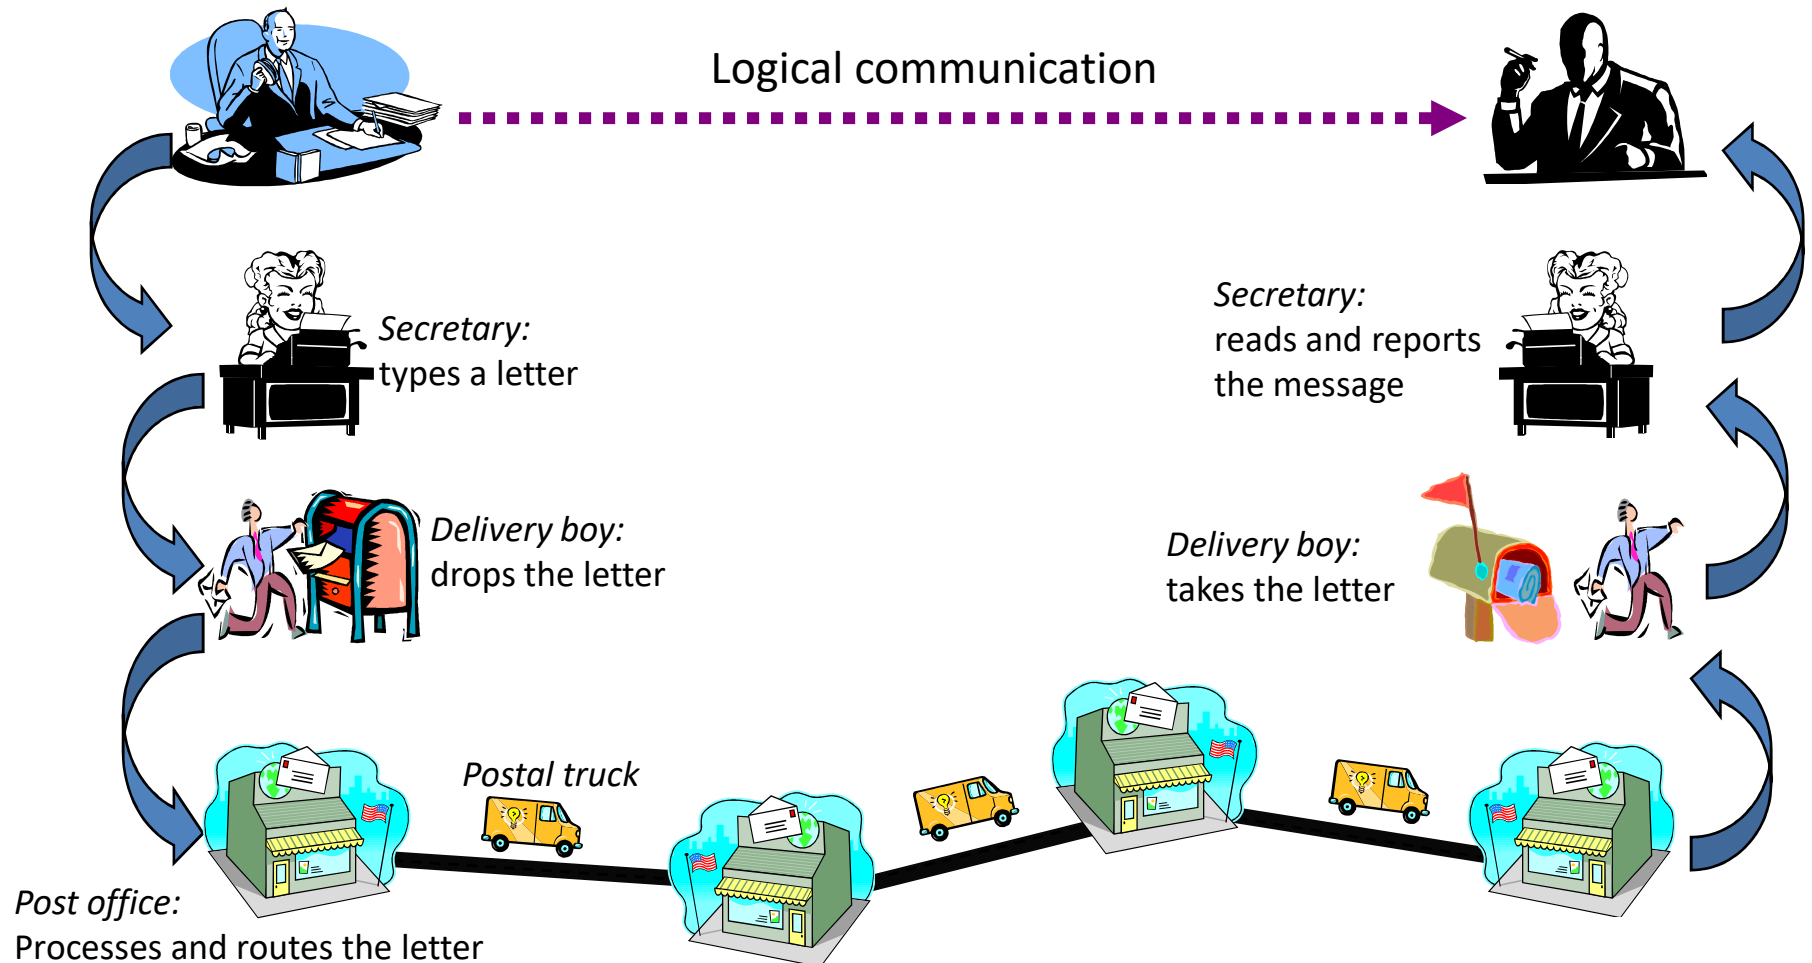 Logical communication
Secretary:
types a letter
Secretary:
reads and reports
the message
Delivery boy:
drops the letter
Delivery boy:
takes the letter
Postal truck
Post office:
Processes and routes the letter